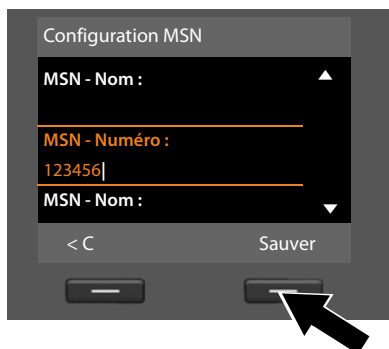 Configuration MSN
MSN - Nom :
MSN - Numéro :
123456
MSN - Nom :
< C Sauver